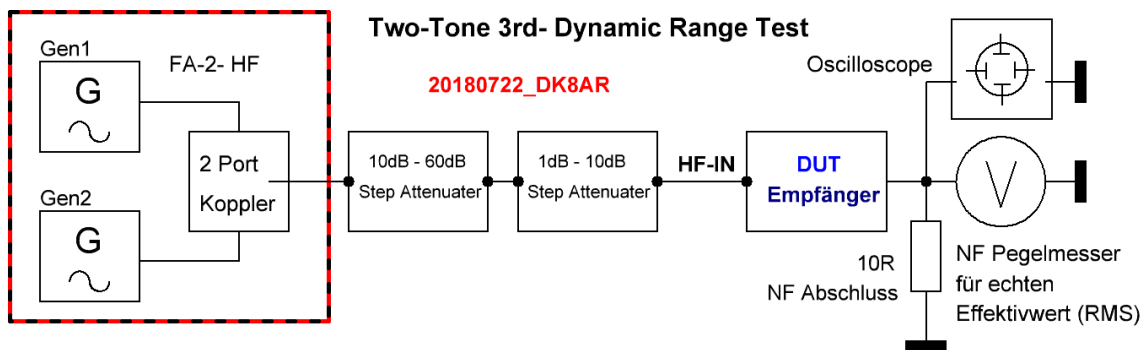 Two-Tone 3rd- Dynamic Range Test
20180722_DK8AR
Gen1
G
FA-2- HF
2 Port
Koppler
Gen2
G
10dB - 60dB
Step Attenuater
1dB - 10dB
Step Attenuater
HF-IN
DUT
Empfänger
Oscilloscope
V
10R
NF Abschluss
NF Pegelmesser
für echten
Effektivwert (RMS)